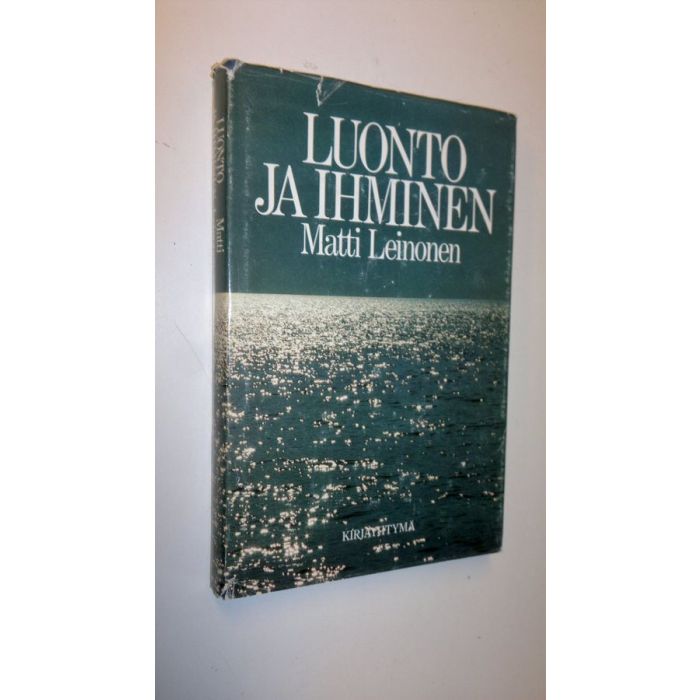 LUONTO
JA IHMINEN
Matti Leinonen
KIRJAYHTYMÄ
LUONTO
Matti